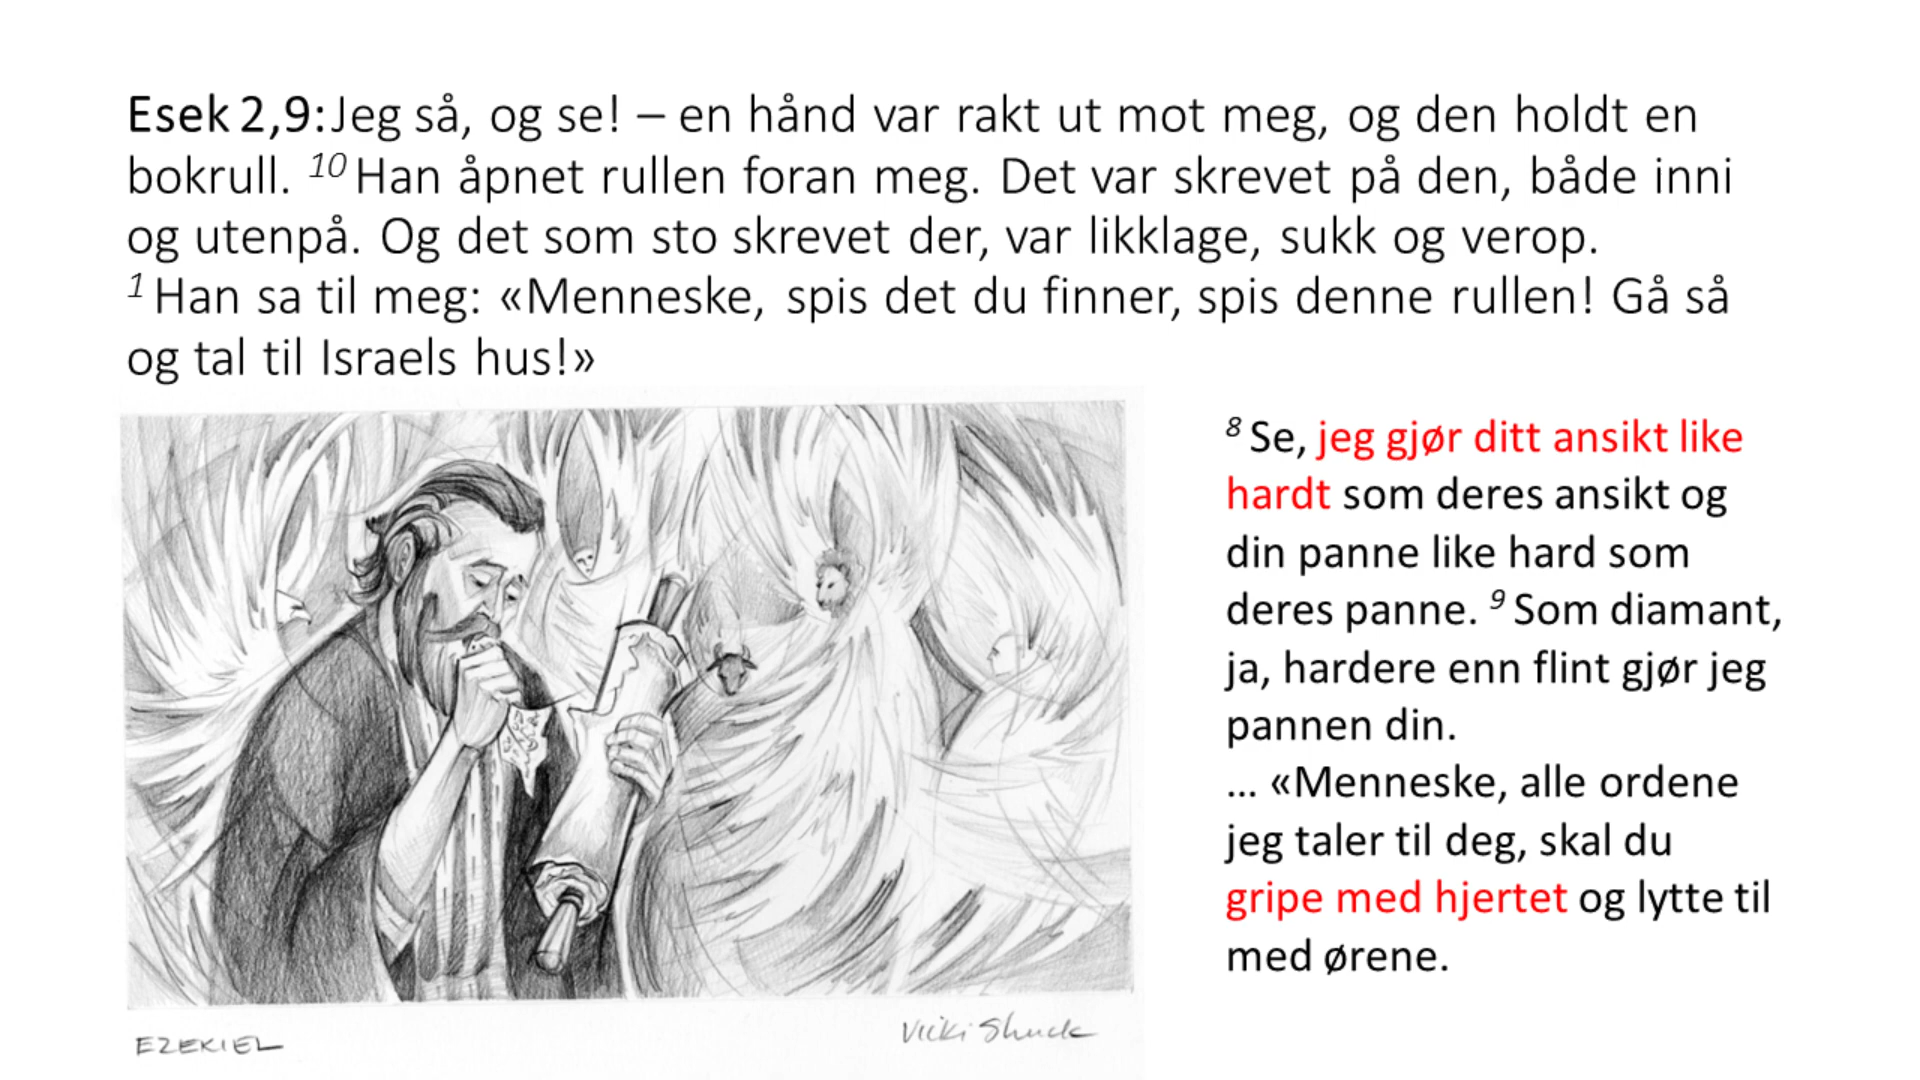 Esek 2,9: Jeg så, og se! – en hånd var rakt ut mot meg, og den holdt en
bokrull. 10 Han åpnet rullen foran meg. Det var skrevet på den, både inni
og utenpå. Og det som sto skrevet der, var likklage, sukk og verop.
1 Han sa til meg: «Menneske, spis det du finner, spis denne rullen! Gå så
og tal til Israels hus!»
8 Se, jeg gjør ditt ansikt like
hardt som deres ansikt og
din panne like hard som
deres panne. 9 Som diamant,
ja, hardere enn flint gjør jeg
pannen din.
... «Menneske, alle ordene
jeg taler til deg, skal du
gripe med hjertet og lytte til
med ørene.
EZEKIEL
Vicki Shuck